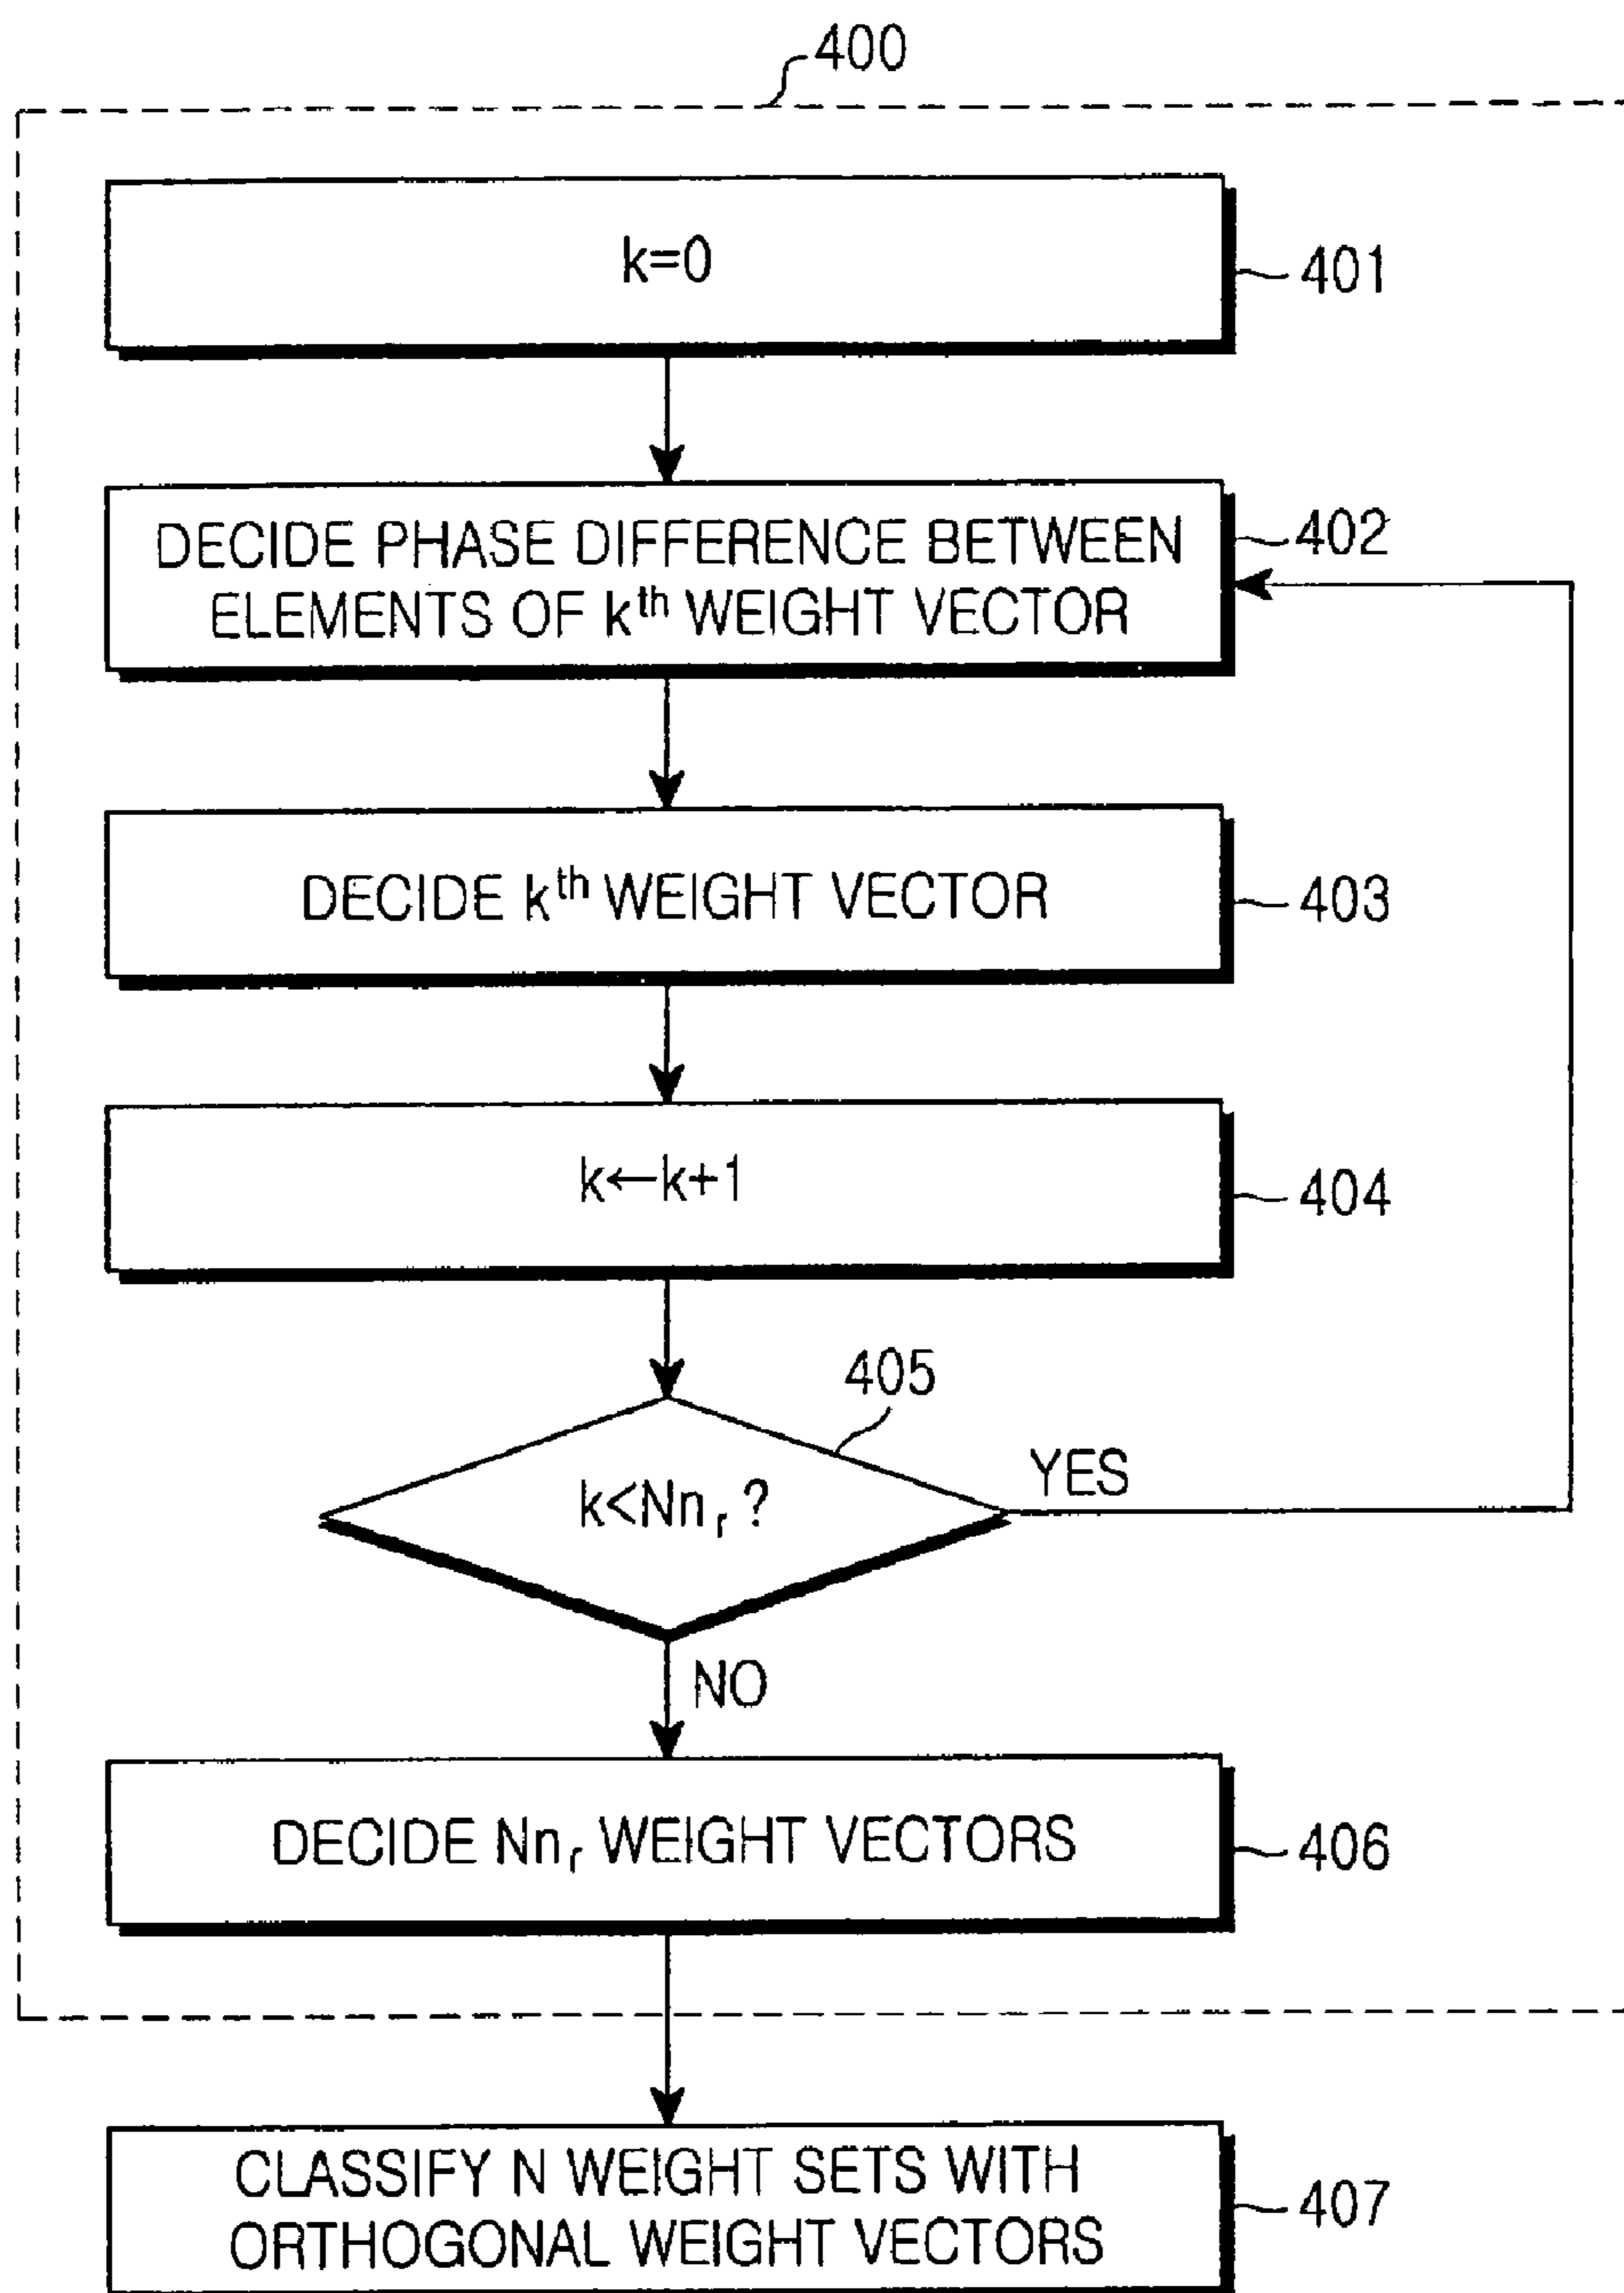 400
k=0
401
DECIDE PHASE DIFFERENCE BETWEEN
ELEMENTS OF kth WEIGHT VECTOR
402
DECIDE kth WEIGHT VECTOR
403
k←k+1
404
405
k<Nnr ?
YES
NO
DECIDE Nnr WEIGHT VECTORS
406
CLASSIFY N WEIGHT SETS WITH
ORTHOGONAL WEIGHT VECTORS
407